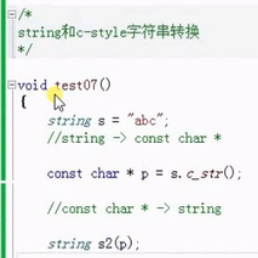 /*
string和c-style字符串转换
*/
void test07()
{
string s = "abc";
//string -> const char *
const char * p = s.c_str();
//const char * -> string
string s2(p);